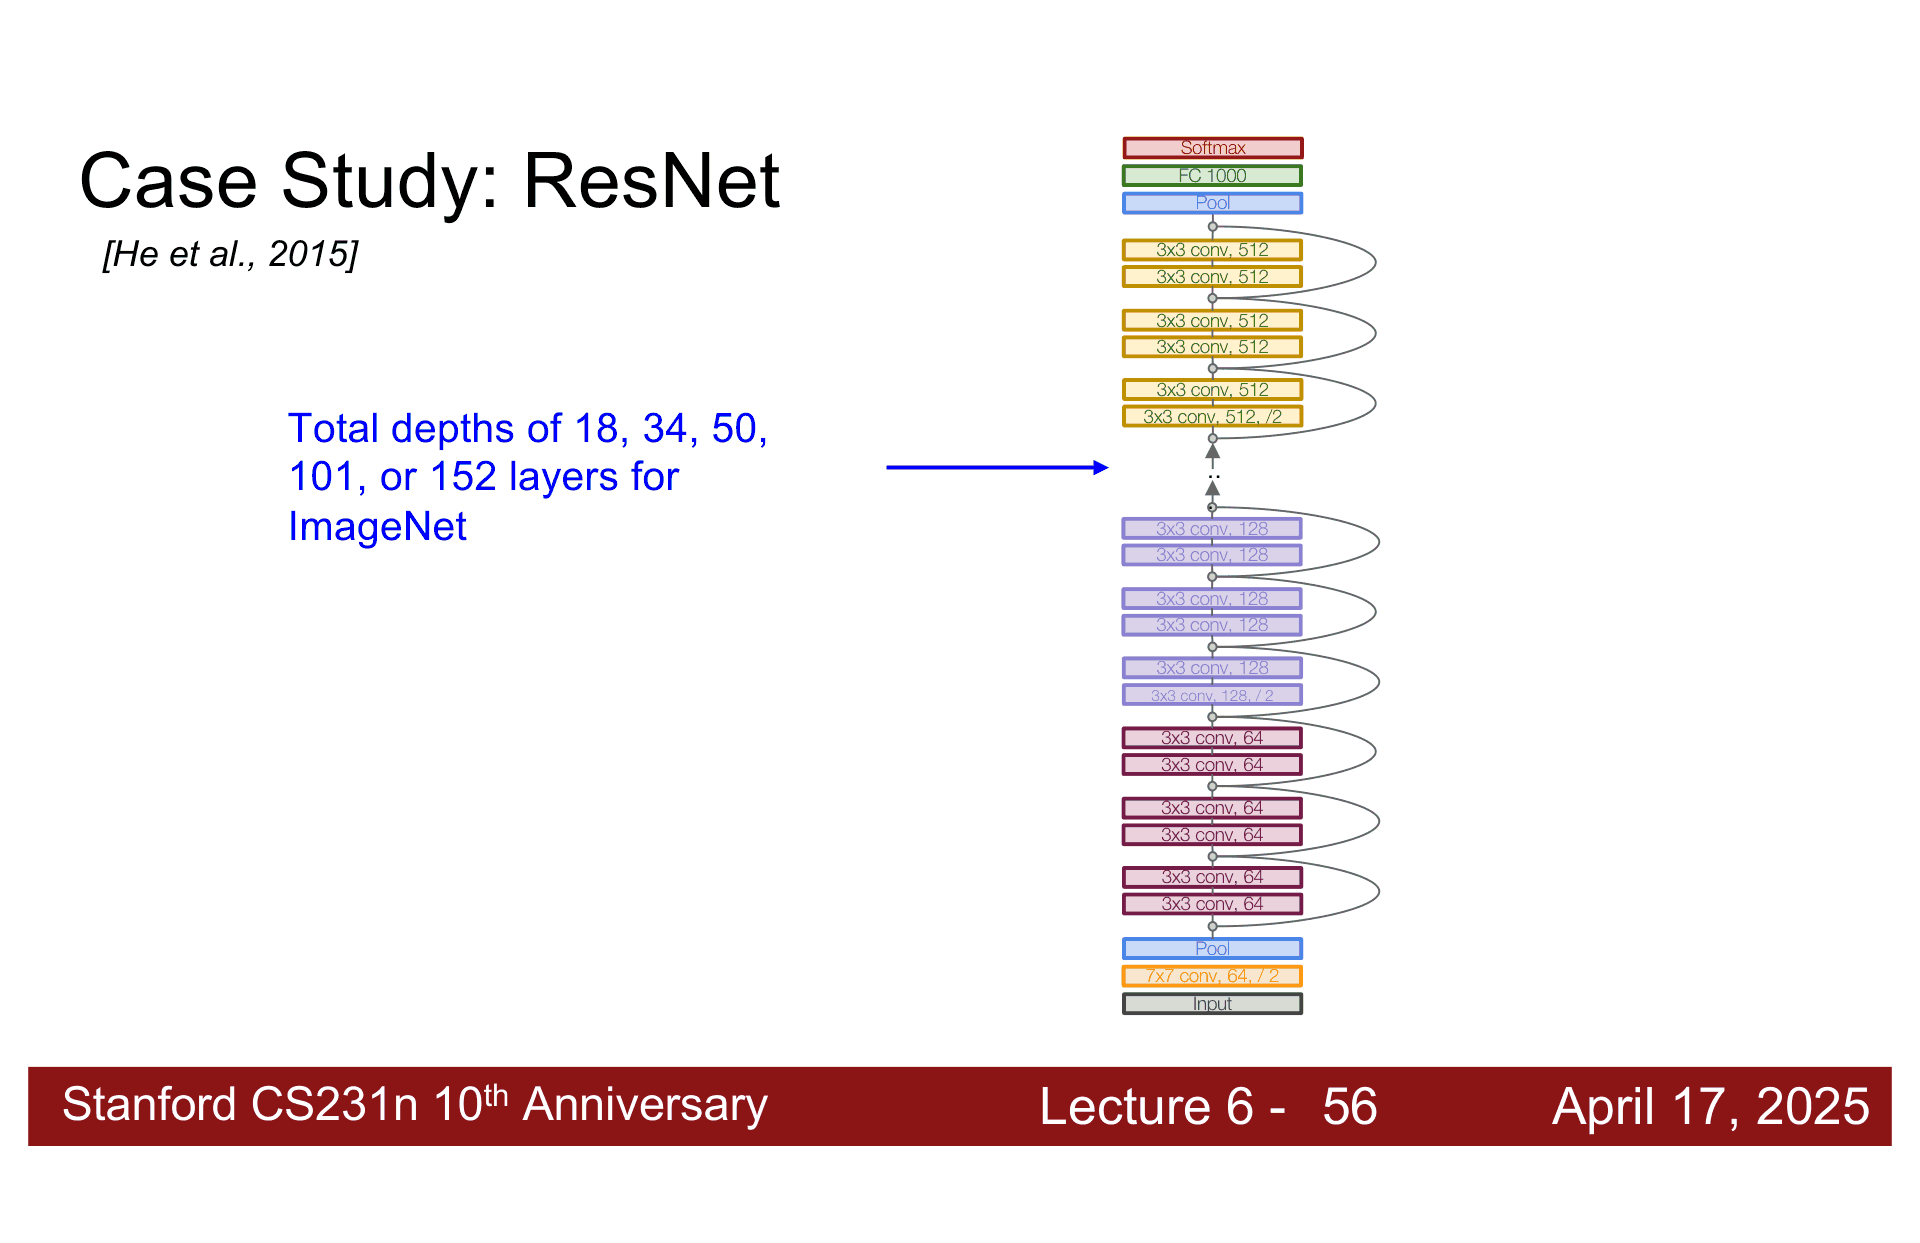 Case Study: ResNet
[He et al., 2015]
Total depths of 18, 34, 50,
101, or 152 layers for
ImageNet
Softmax
FC 1000
Pool
3x3 conv, 512
3x3 conv, 512
3x3 conv, 512
3x3 conv, 512
3x3 conv, 512
3x3 conv, 512, /2
..
.
3x3 conv, 128
3x3 conv, 128
3x3 conv, 128
3x3 conv, 128
3x3 conv, 128
3x3 conv, 128, / 2
3x3 conv, 64
3x3 conv, 64
3x3 conv, 64
3x3 conv, 64
3x3 conv, 64
3x3 conv, 64
Pool
7x7 conv, 64, / 2
Input
Stanford CS231n 10th Anniversary
Lecture 6 - 56
April 17, 2025